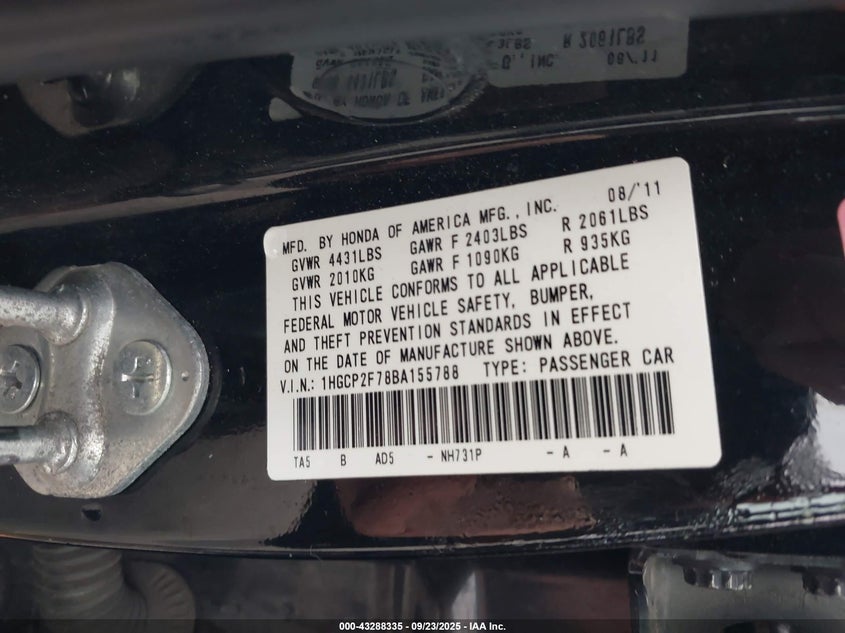 MFD. BY HONDA OF AMERICA MFG., INC. 08/'11
GVWR 4431LBS GAWR F 2403LBS R 2061LBS
GVWR 2010KG GAWR F 1090KG R 935KG
THIS VEHICLE CONFORMS TO ALL APPLICABLE
FEDERAL MOTOR VEHICLE SAFETY, BUMPER,
AND THEFT PREVENTION STANDARDS IN EFFECT
ON THE DATE OF MANUFACTURE SHOWN ABOVE.
V.I.N.: 1HGCP2F78BA155788 TYPE: PASSENGER CAR
TA5 B AD5 - NH731P - A - A
000-43288335 - 09/23/2025 - IAA Inc.